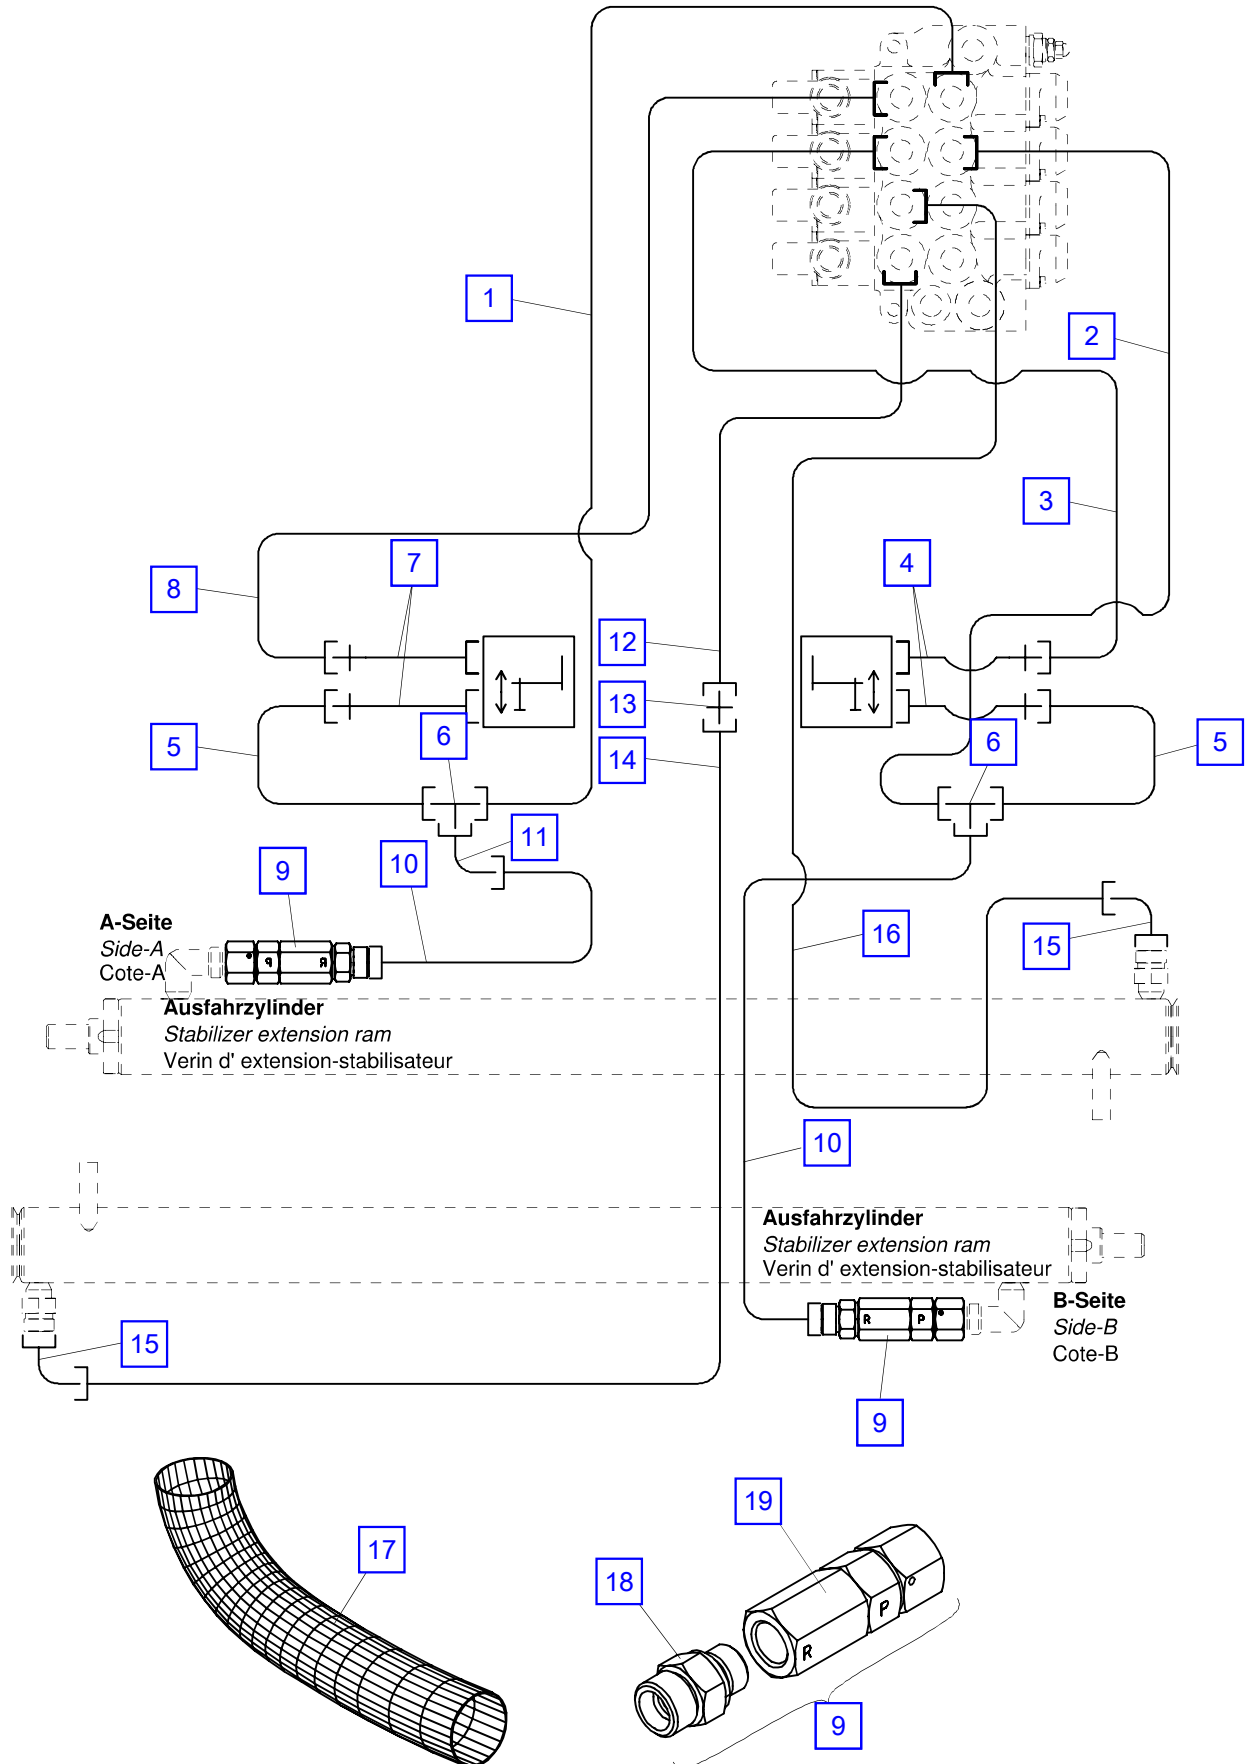 1
2
3
8
7
4
12
13
5
6
14
6
5
11
10
9
A-Seite
Side-A
Cote-A
16
15
Ausfahrzylinder
Stabilizer extension ram
Verin d' extension-stabilisateur
P
R
10
Ausfahrzylinder
Stabilizer extension ram
Verin d' extension-stabilisateur
B-Seite
Side-B
Cote-B
R
P
15
9
17
19
18
P
R
9